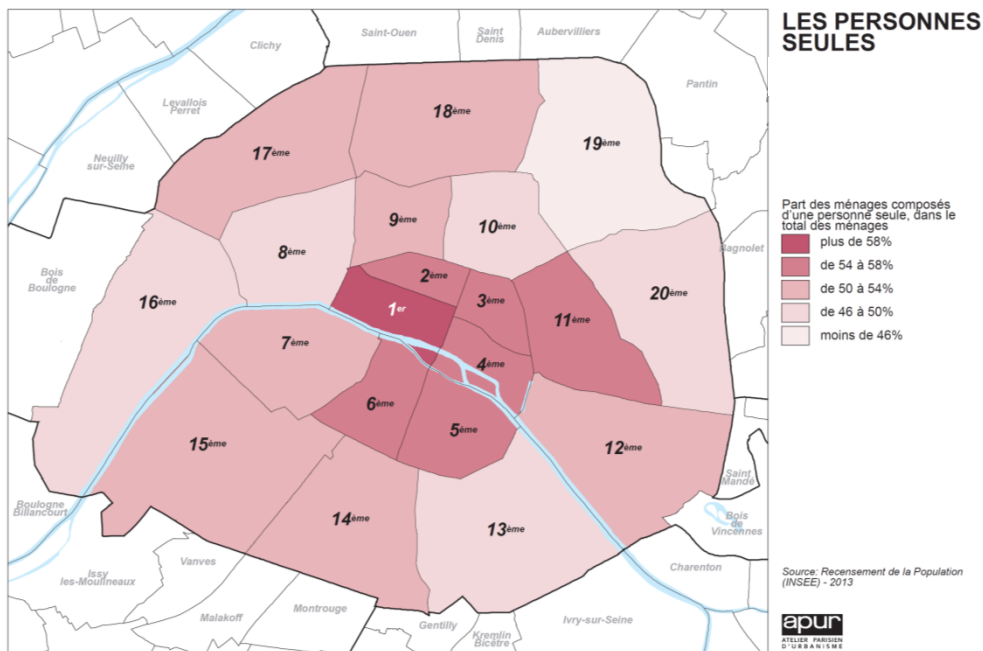 LES PERSONNES
SEULES
Saint-Ouen
Saint
Denis
Aubervilliers
Clichy
Pantin
Levallois
Perret
Neuilly
sur-Seine
18ème
17ème
19ème
9ème
10ème
8ème
Bagnolet
Bois
de
Boulogne
2ème
16ème
1er
3ème
20ème
11ème
7ème
4ème
6ème
5ème
15ème
12ème
Saint
Mandé
14ème
13ème
Boulogne
Billancourt
Bois
de
Vincennes
Vanves
Charenton
Issy
les-Moulineaux
Montrouge
Malakoff
Gentilly
Ivry-sur-Seine
Kremlin
Bicêtre
Part des ménages composés
d'une personne seule, dans le
total des ménages
plus de 58%
de 54 à 58%
de 50 à 54%
de 46 à 50%
moins de 46%
Source: Recensement de la Population
(INSEE) - 2013
apur
ATELIER PARISIEN
D'URBANISME